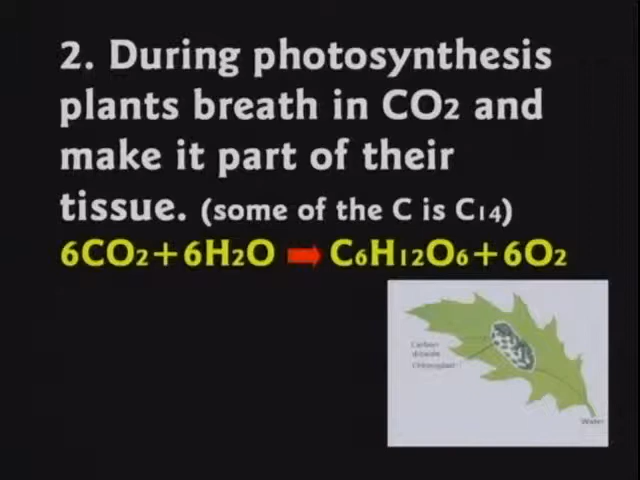 2. During photosynthesis
plants breath in CO2 and
make it part of their
tissue. (some of the C is C14)
6CO2+6H2O ➡ C6H12O6+6O2
Carbon
dioxide
Chloroplast
Water